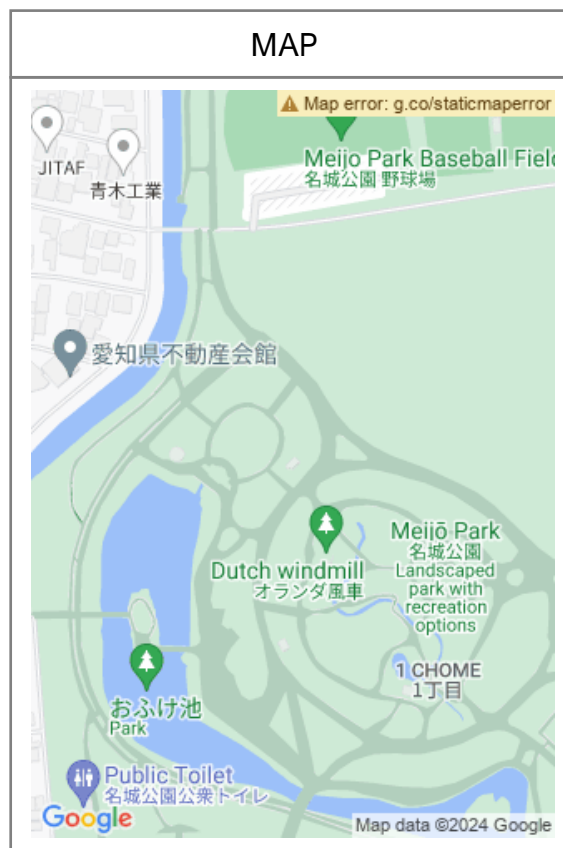 MAP
Map error: g.co/staticmaperror
Meijo Park Baseball Fiel
名城公園 野球場
JITAF
青木工業
愛知県不動産会館
Dutch windmill
オランダ風車
Meijō Park
名城公園
Landscaped
park with
recreation
options
1 CHOME
1丁目
おふけ池
Park
Public Toilet
名城公園公衆トイレ
Google
Map data ©2024 Google